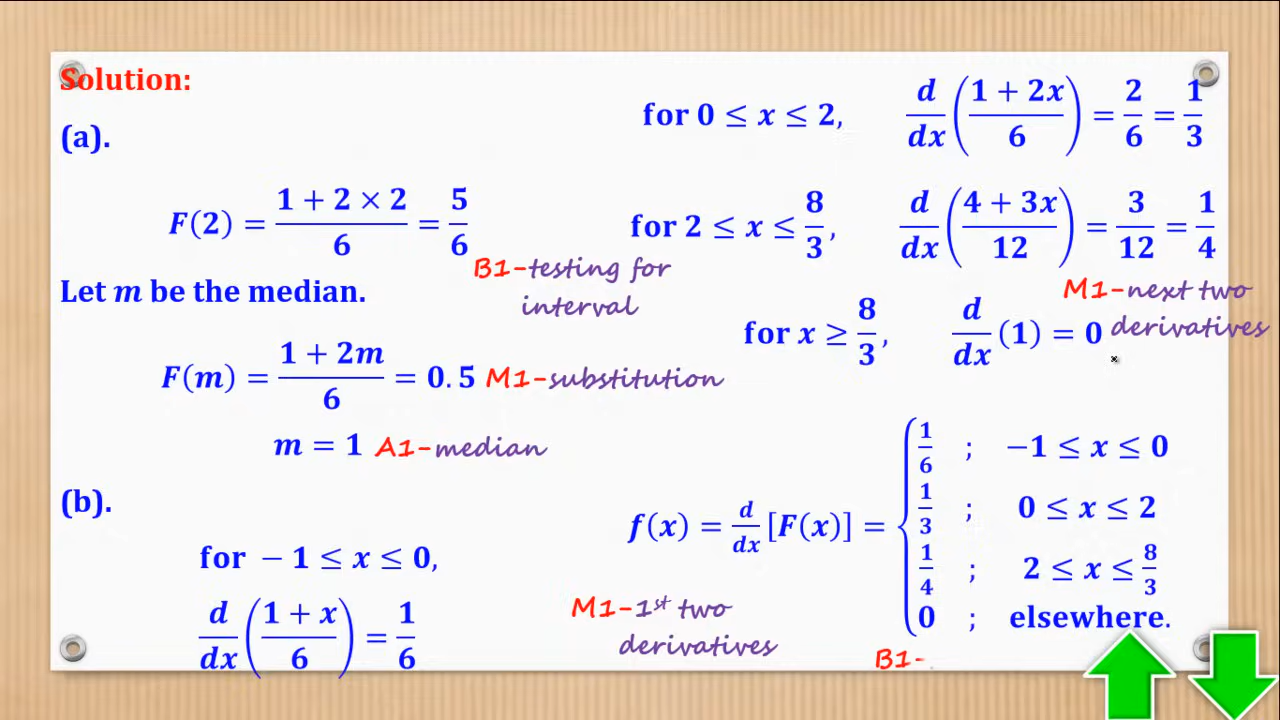 Solution:
(a).
F(2) = (1 + 2 × 2)/6 = 5/6
B1-testing for
interval
Let m be the median.
F(m) = (1 + 2m)/6 = 0.5 M1-substitution
m = 1 A1-median
(b).
for −1 ≤ x ≤ 0,
d/dx ((1 + x)/6) = 1/6
M1-1st two
derivatives
for 0 ≤ x ≤ 2, d/dx ((1 + 2x)/6) = 2/6 = 1/3
for 2 ≤ x ≤ 8/3, d/dx ((4 + 3x)/12) = 3/12 = 1/4
M1-next two
derivatives
for x ≥ 8/3, d/dx (1) = 0
f(x) = d/dx [F(x)] = {
1/6 ; −1 ≤ x ≤ 0
1/3 ; 0 ≤ x ≤ 2
1/4 ; 2 ≤ x ≤ 8/3
0 ; elsewhere.
B1-